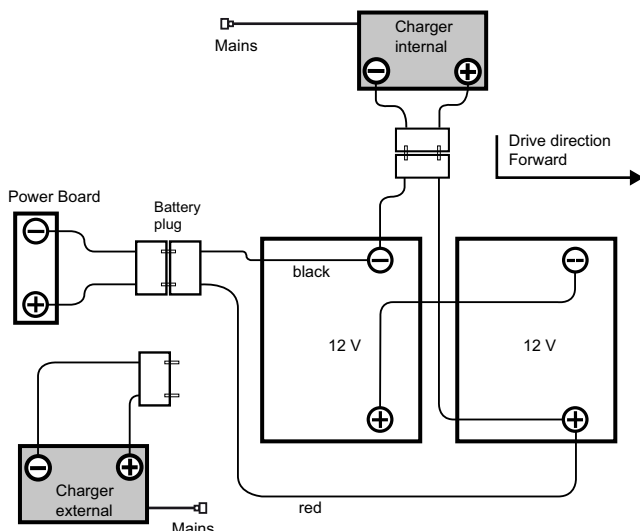 Charger
internal
Mains
Drive direction
Forward
Power Board
Battery
plug
black
12 V
12 V
Charger
external
red
Mains